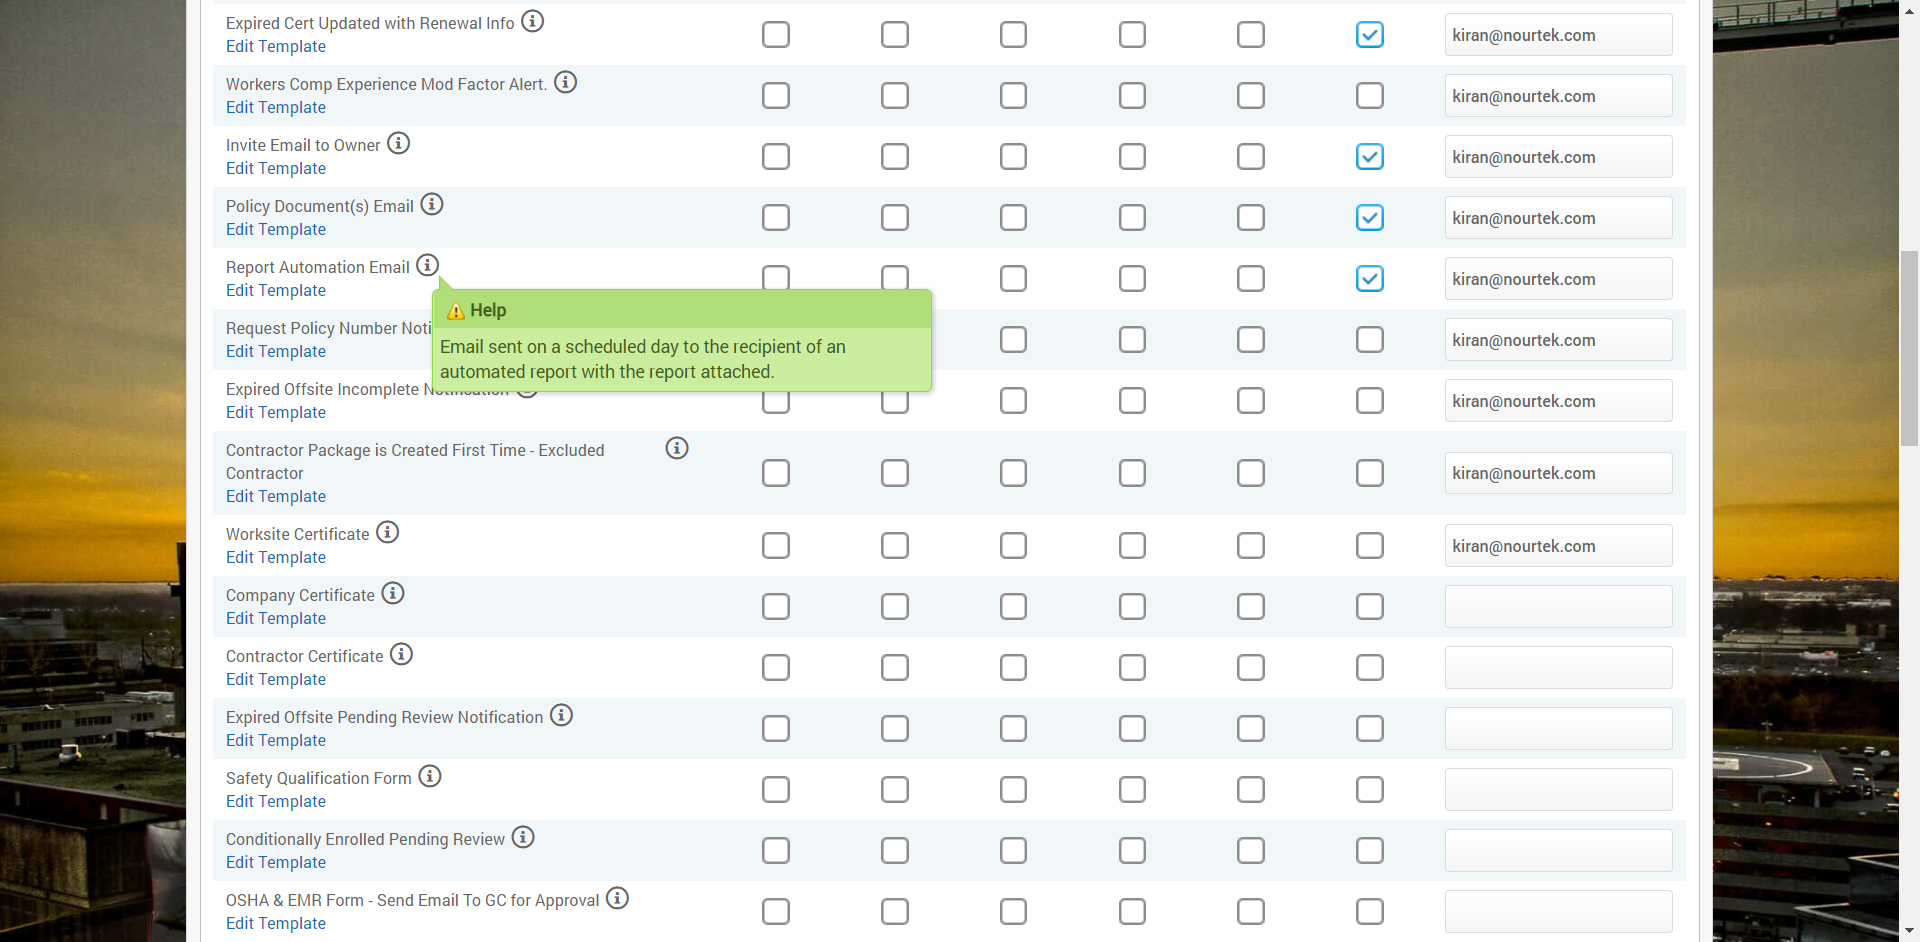 Expired Cert Updated with Renewal Info
Edit Template
kiran@nourtek.com
Workers Comp Experience Mod Factor Alert.
Edit Template
kiran@nourtek.com
Invite Email to Owner
Edit Template
kiran@nourtek.com
Policy Document(s) Email
Edit Template
kiran@nourtek.com
Report Automation Email
Edit Template
kiran@nourtek.com
Help
Email sent on a scheduled day to the recipient of an
automated report with the report attached.
Request Policy Number Noti
Edit Template
kiran@nourtek.com
Expired Offsite Incomplete Notification
Edit Template
kiran@nourtek.com
Contractor Package is Created First Time - Excluded
Contractor
Edit Template
kiran@nourtek.com
Worksite Certificate
Edit Template
kiran@nourtek.com
Company Certificate
Edit Template
Contractor Certificate
Edit Template
Expired Offsite Pending Review Notification
Edit Template
Safety Qualification Form
Edit Template
Conditionally Enrolled Pending Review
Edit Template
OSHA & EMR Form - Send Email To GC for Approval
Edit Template